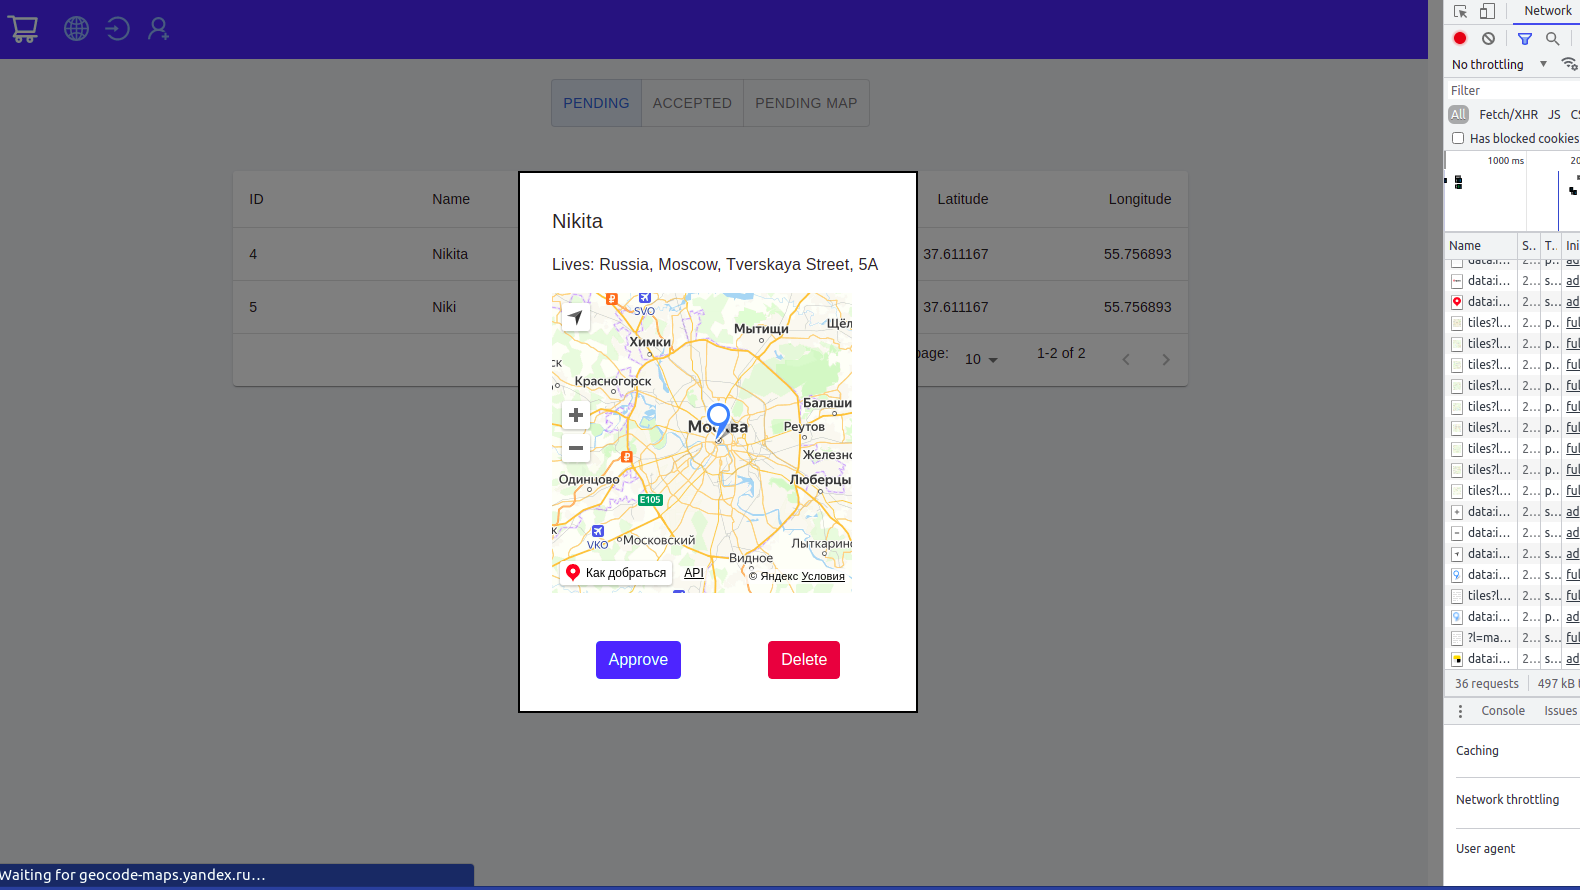 PENDING ACCEPTED PENDING MAP
ID Name Latitude Longitude
4 Nikita 37.611167 55.756893
5 Niki 37.611167 55.756893
page: 10 1-2 of 2
Nikita
Lives: Russia, Moscow, Tverskaya Street, 5A
SVO
Мытищи
Щёл
Химки
ск
Красногорск
Балаши
Москва
Реутов
Железно
Одинцово
Люберцы
E105
VKO
Московский
Лыткарино
Видное
Как добраться API © Яндекс Условия
Approve Delete
Waiting for geocode-maps.yandex.ru...
Network
No throttling
Filter
All Fetch/XHR JS CS
Has blocked cookies
1000 ms 20
Name S.. T.. Ini
data:i... 2... p.. ad
data:i... 2... s... ad
data:i... 2... s... ad
tiles?l... 2... p.. ful
tiles?l... 2... p.. ful
tiles?l... 2... p.. ful
tiles?l... 2... p.. ful
tiles?l... 2... p.. ful
tiles?l... 2... p.. ful
tiles?l... 2... p.. ful
tiles?l... 2... p.. ful
tiles?l... 2... p.. ful
data:i... 2... p.. ad
data:i... 2... s... ad
data:i... 2... s... ad
data:i... 2... s... ful
tiles?l... 2... s... ful
data:i... 2... p.. ad
?l=ma... 2... s... ful
data:i... 2... s... ad
36 requests 497 kB
Console Issues
Caching
Network throttling
User agent